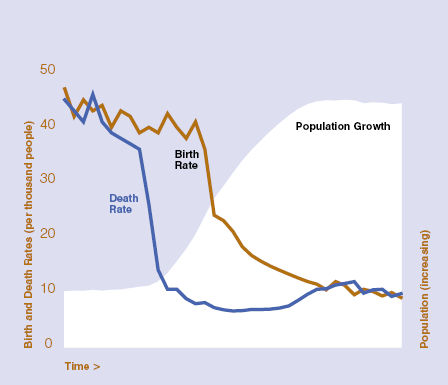 50
40
30
20
10
0
Birth and Death Rates (per thousand people)
Population Growth
Birth
Rate
Death
Rate
Population (increasing)
Time >